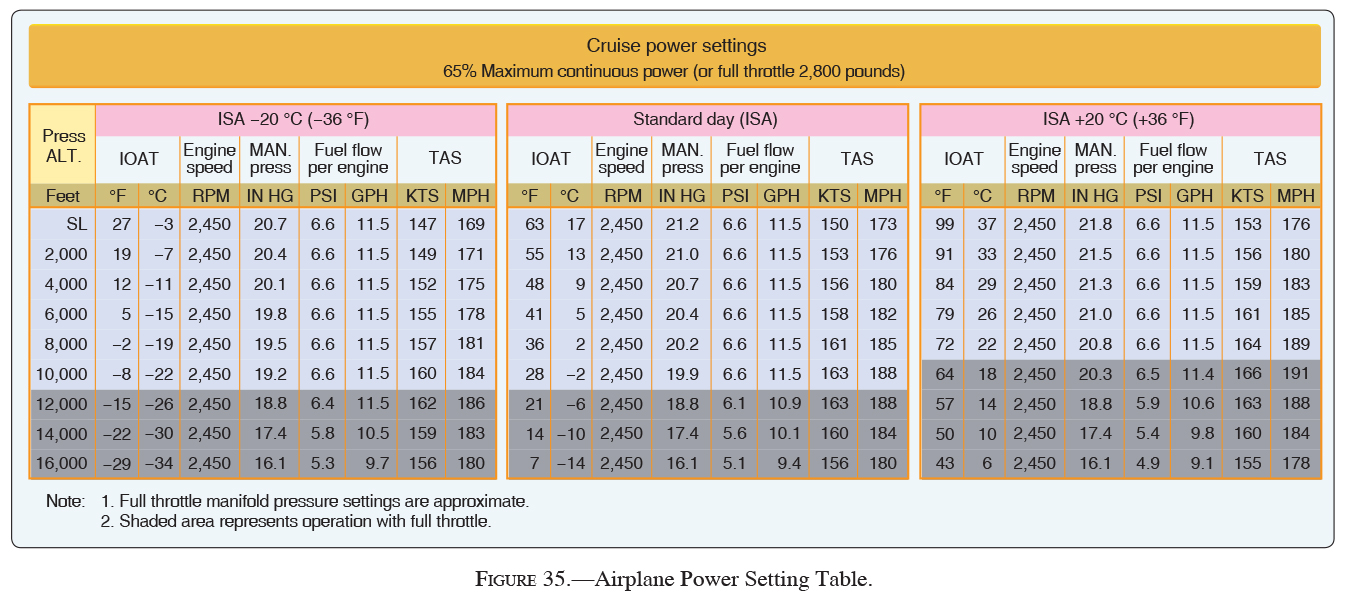 Cruise power settings
65% Maximum continuous power (or full throttle 2,800 pounds)
Press ALT. ISA −20 °C (−36 °F) Standard day (ISA) ISA +20 °C (+36 °F)
IOAT Engine speed MAN. press Fuel flow per engine TAS IOAT Engine speed MAN. press Fuel flow per engine TAS IOAT Engine speed MAN. press Fuel flow per engine TAS
Feet °F °C RPM IN HG PSI GPH KTS MPH °F °C RPM IN HG PSI GPH KTS MPH °F °C RPM IN HG PSI GPH KTS MPH
SL 27 −3 2,450 20.7 6.6 11.5 147 169 63 17 2,450 21.2 6.6 11.5 150 173 99 37 2,450 21.8 6.6 11.5 153 176
2,000 19 −7 2,450 20.4 6.6 11.5 149 171 55 13 2,450 21.0 6.6 11.5 153 176 91 33 2,450 21.5 6.6 11.5 156 180
4,000 12 −11 2,450 20.1 6.6 11.5 152 175 48 9 2,450 20.7 6.6 11.5 156 180 84 29 2,450 21.3 6.6 11.5 159 183
6,000 5 −15 2,450 19.8 6.6 11.5 155 178 41 5 2,450 20.4 6.6 11.5 158 182 79 26 2,450 21.0 6.6 11.5 161 185
8,000 −2 −19 2,450 19.5 6.6 11.5 157 181 36 2 2,450 20.2 6.6 11.5 161 185 72 22 2,450 20.8 6.6 11.5 164 189
10,000 −8 −22 2,450 19.2 6.6 11.5 160 184 28 −2 2,450 19.9 6.6 11.5 163 188 64 18 2,450 20.3 6.5 11.4 166 191
12,000 −15 −26 2,450 18.8 6.4 11.5 162 186 21 −6 2,450 18.8 6.1 10.9 163 188 57 14 2,450 18.8 5.9 10.6 163 188
14,000 −22 −30 2,450 17.4 5.8 10.5 159 183 14 −10 2,450 17.4 5.6 10.1 160 184 50 10 2,450 17.4 5.4 9.8 160 184
16,000 −29 −34 2,450 16.1 5.3 9.7 156 180 7 −14 2,450 16.1 5.1 9.4 156 180 43 6 2,450 16.1 4.9 9.1 155 178
Note: 1. Full throttle manifold pressure settings are approximate.
2. Shaded area represents operation with full throttle.
FIGURE 35.—Airplane Power Setting Table.